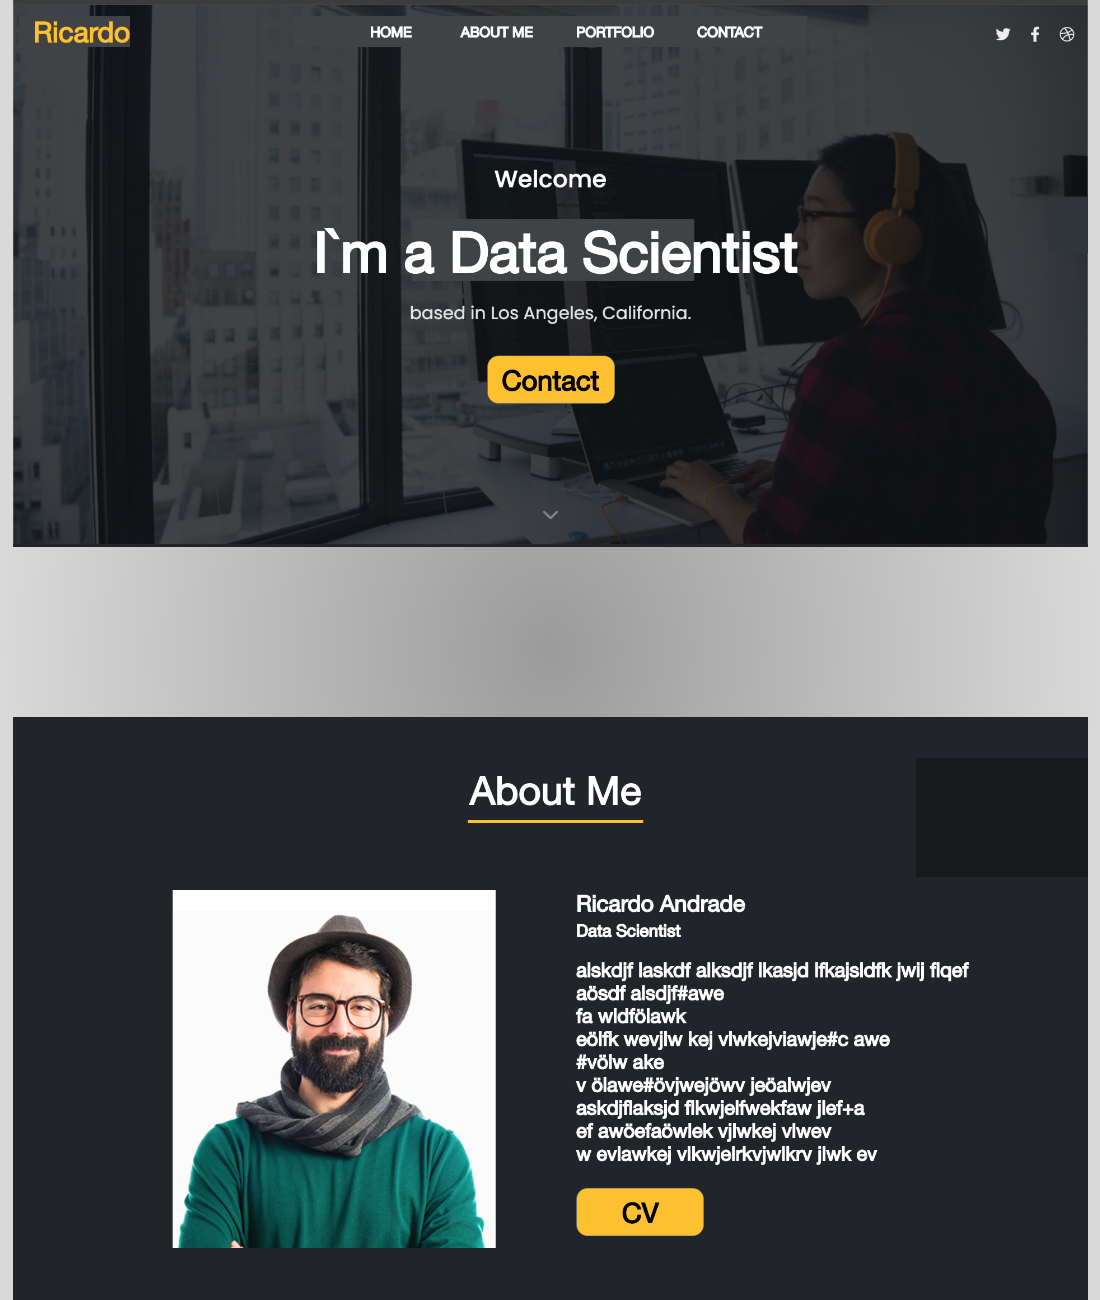 Ricardo
HOME ABOUT ME PORTFOLIO CONTACT
Welcome
I`m a Data Scientist
based in Los Angeles, California.
Contact
About Me
Ricardo Andrade
Data Scientist
alskdjf laskdf alksdjf lkasjd lfkajsldfk jwij flqef
aösdf alsdjf#awe
fa wldfölawk
eölfk wevjlw kej vlwkejviawje#c awe
#völw ake
v ölawe#övjwejöwv jeöalwjev
askdjflaksjd flkwjelfwekfaw jlef+a
ef awöefaöwlek vjlwkej vlwev
w evlawkej vlkwjelrkvjwlkrv jlwk ev
CV